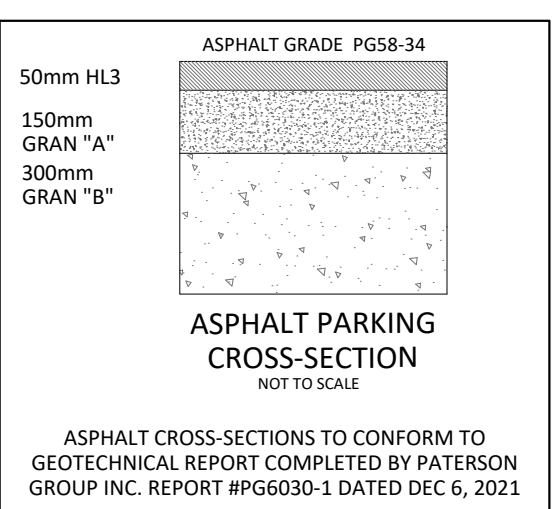 ASPHALT GRADE PG58-34
50mm HL3
150mm
GRAN "A"
300mm
GRAN "B"
ASPHALT PARKING
CROSS-SECTION
NOT TO SCALE
ASPHALT CROSS-SECTIONS TO CONFORM TO
GEOTECHNICAL REPORT COMPLETED BY PATERSON
GROUP INC. REPORT #PG6030-1 DATED DEC 6, 2021